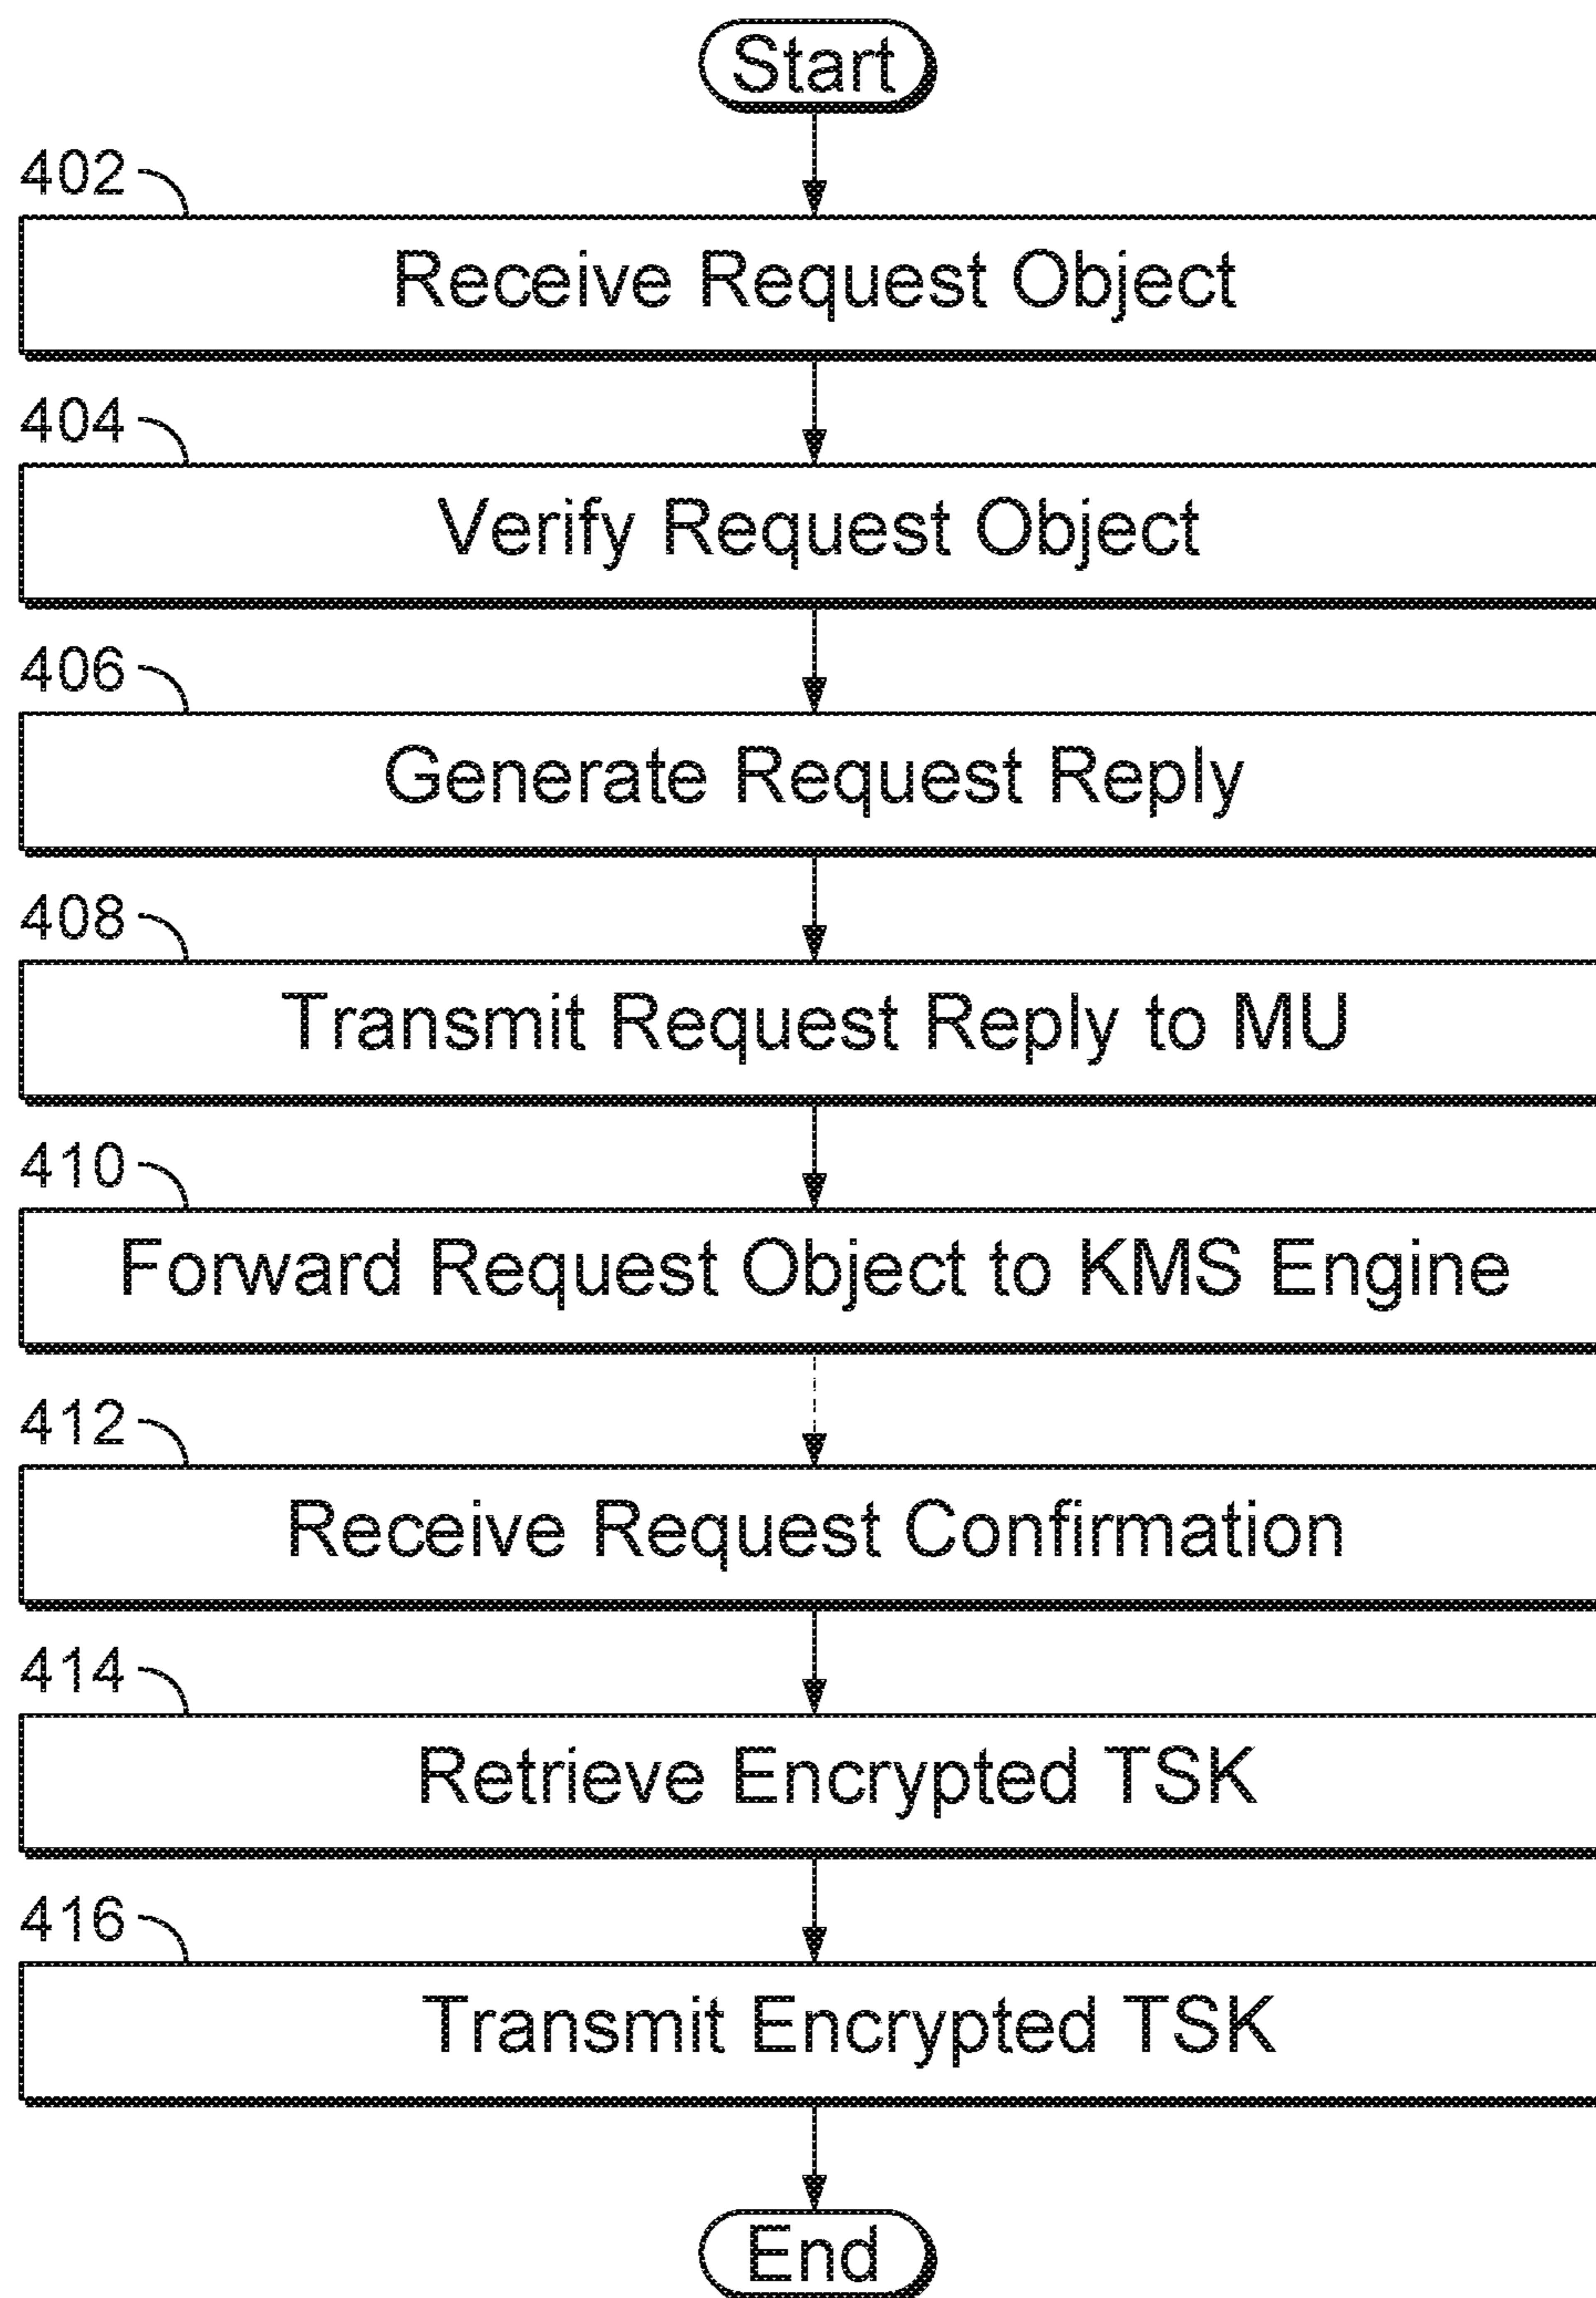 Start
402
Receive Request Object
404
Verify Request Object
406
Generate Request Reply
408
Transmit Request Reply to MU
410
Forward Request Object to KMS Engine
412
Receive Request Confirmation
414
Retrieve Encrypted TSK
416
Transmit Encrypted TSK
End